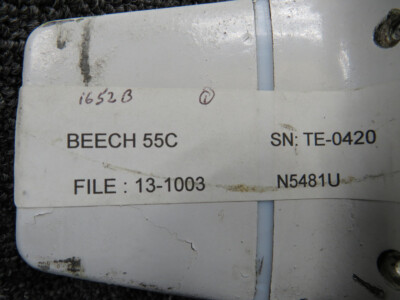 1652B ①
BEECH 55C SN: TE-0420
FILE : 13-1003 N5481U